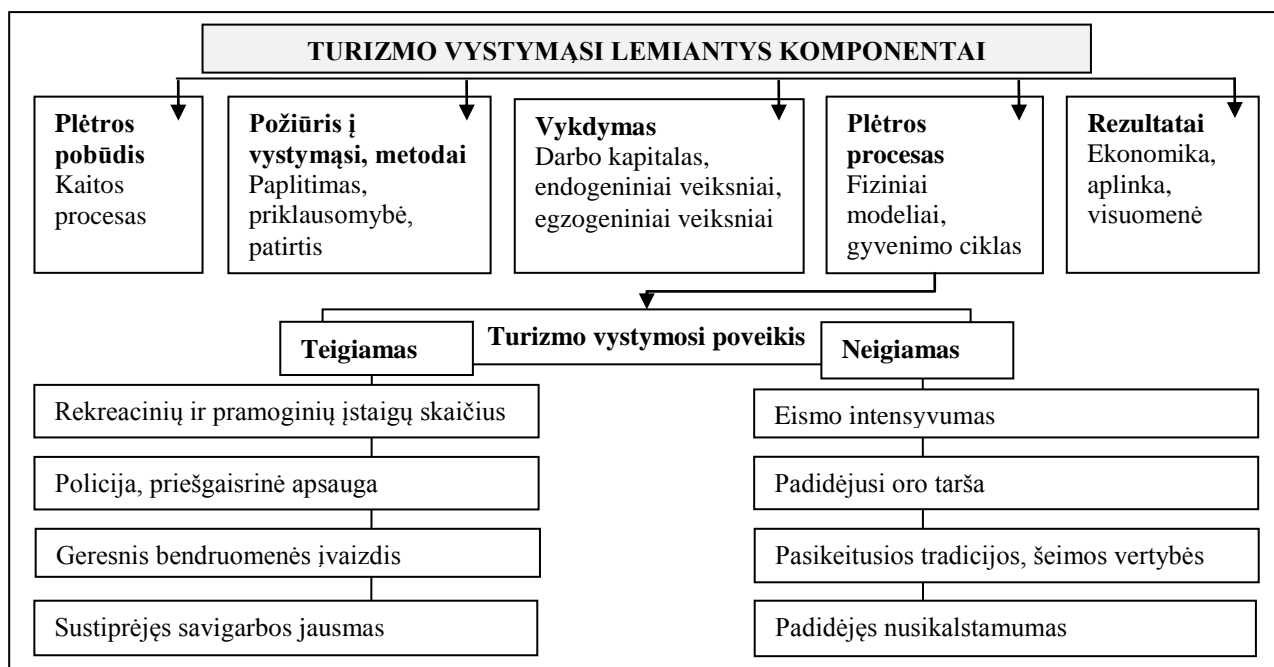 TURIZMO VYSTYMĄSI LEMIANTYS KOMPONENTAI
Plėtros
pobūdis
Kaitos
procesas
Požiūris į
vystymąsi, metodai
Paplitimas,
priklausomybė,
patirtis
Vykdymas
Darbo kapitalas,
endogeniniai veiksniai,
egzogeniniai veiksniai
Plėtros
procesas
Fiziniai
modeliai,
gyvenimo ciklas
Rezultatai
Ekonomika,
aplinka,
visuomenė
Turizmo vystymosi poveikis
Teigiamas
Rekreacinių ir pramoginių įstaigų skaičius
Policija, priešgaisrinė apsauga
Geresnis bendruomenės įvaizdis
Sustiprėjęs savigarbos jausmas
Neigiamas
Eismo intensyvumas
Padidėjusi oro tarša
Pasikeitusios tradicijos, šeimos vertybės
Padidėjęs nusikalstamumas